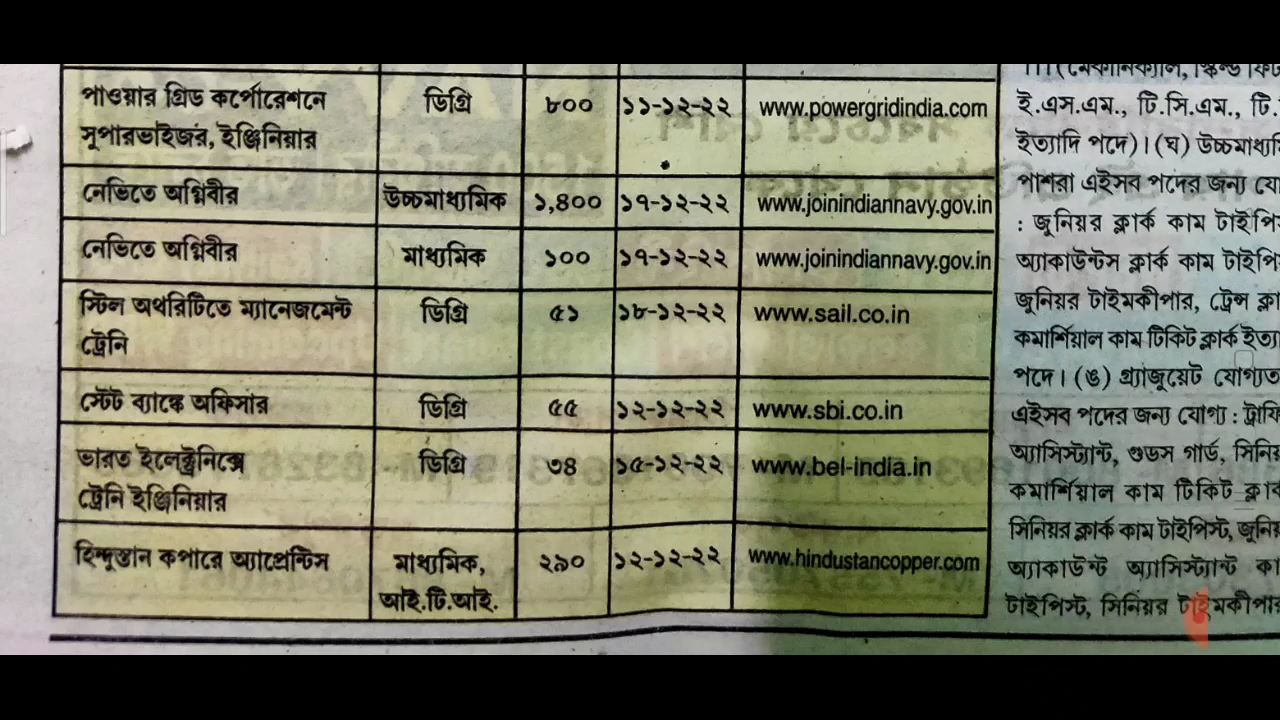 পাওয়ার গ্রিড কর্পোরেশনে ডিগ্রি ৮০০ ১১-১২-২২ www.powergridindia.com
সুপারভাইজর, ইঞ্জিনিয়ার
নেভিতে অগ্নিবীর উচ্চমাধ্যমিক ১,৪০০ ১৭-১২-২২ www.joinindiannavy.gov.in
নেভিতে অগ্নিবীর মাধ্যমিক ১০০ ১৭-১২-২২ www.joinindiannavy.gov.in
স্টিল অথরিটিতে ম্যানেজমেন্ট ডিগ্রি ৫১ ১৮-১২-২২ www.sail.co.in
ট্রেনি
স্টেট ব্যাঙ্কে অফিসার ডিগ্রি ৫৫ ১২-১২-২২ www.sbi.co.in
ভারত ইলেক্ট্রনিক্সে ডিগ্রি ৩৪ ১৫-১২-২২ www.bel-india.in
ট্রেনি ইঞ্জিনিয়ার
হিন্দুস্তান কপারে অ্যাপ্রেন্টিস মাধ্যমিক, ২৯০ ১২-১২-২২ www.hindustancopper.com
আই.টি.আই.
ই.এস.এম., টি.সি.এম., টি.
ইত্যাদি পদে)। (ঘ) উচ্চমাধ্যমি
পাশরা এইসব পদের জন্য যো
: জুনিয়র ক্লার্ক কাম টাইপি
অ্যাকাউন্টস ক্লার্ক কাম টাইপি
জুনিয়র টাইমকীপার, ট্রেন্স ক্লা
কমার্শিয়াল কাম টিকিট ক্লার্ক ইত্যা
পদে। (ঙ) গ্র্যাজুয়েট যোগ্যত
এইসব পদের জন্য যোগ্য : ট্রাফি
অ্যাসিস্ট্যান্ট, গুডস গার্ড, সিনি
কমার্শিয়াল কাম টিকিট ক্লার্ক
সিনিয়র ক্লার্ক কাম টাইপিস্ট, জুনি
অ্যাকাউন্ট অ্যাসিস্ট্যান্ট কা
টাইপিস্ট, সিনিয়র টাইমকীপার